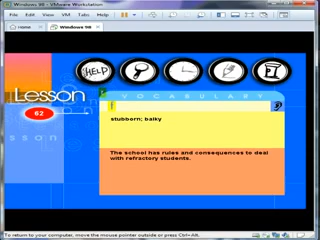 Windows 98 - VMware Workstation
File Edit View VM Tabs Help
Home Windows 98
HELP
Lesson
VOCABULARY
62
f
stubborn; balky
sson
The school has rules and consequences to deal
with refractory students.
To return to your computer, move the mouse pointer outside or press Ctrl+Alt.